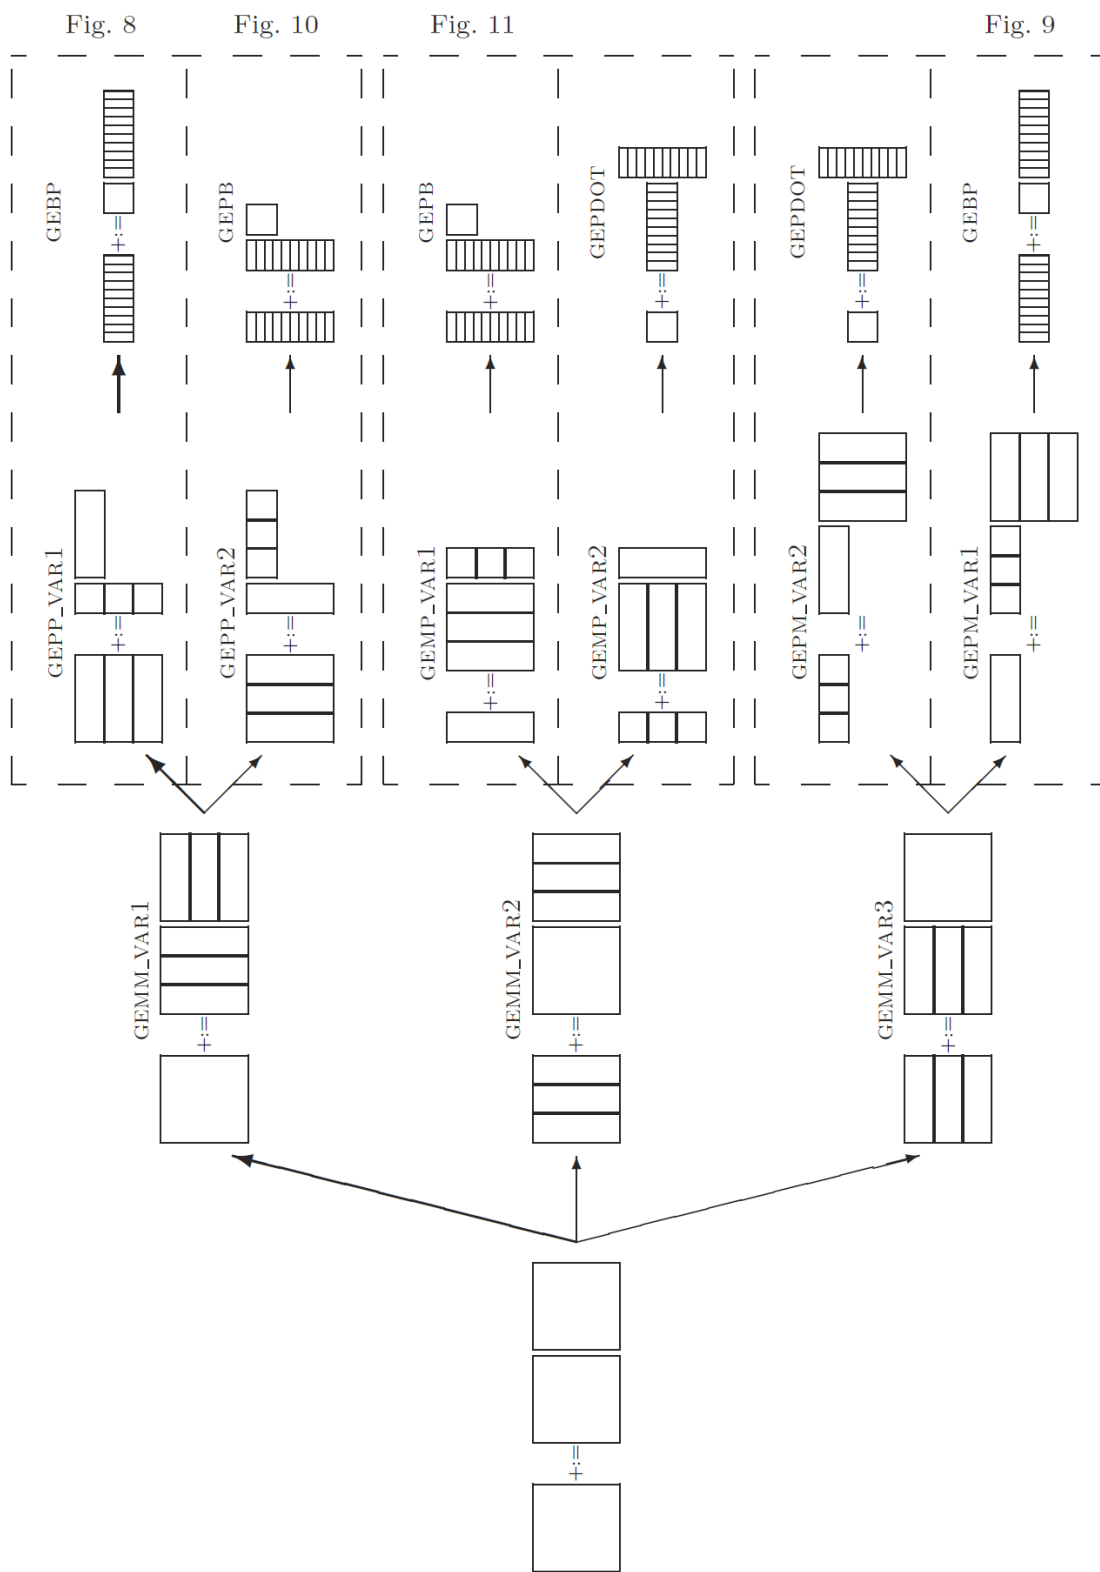 Fig. 8
Fig. 10
Fig. 11
Fig. 9
GEBP
+:=
GEPB
+:=
GEPB
+:=
GEPDOT
+:=
GEPDOT
+:=
GEBP
+:=
GEPP_VAR1
+:=
GEPP_VAR2
+:=
GEMP_VAR1
+:=
GEMP_VAR2
+:=
GEPM_VAR2
+:=
GEPM_VAR1
+:=
GEMM_VAR1
+:=
GEMM_VAR2
+:=
GEMM_VAR3
+:=
+:=